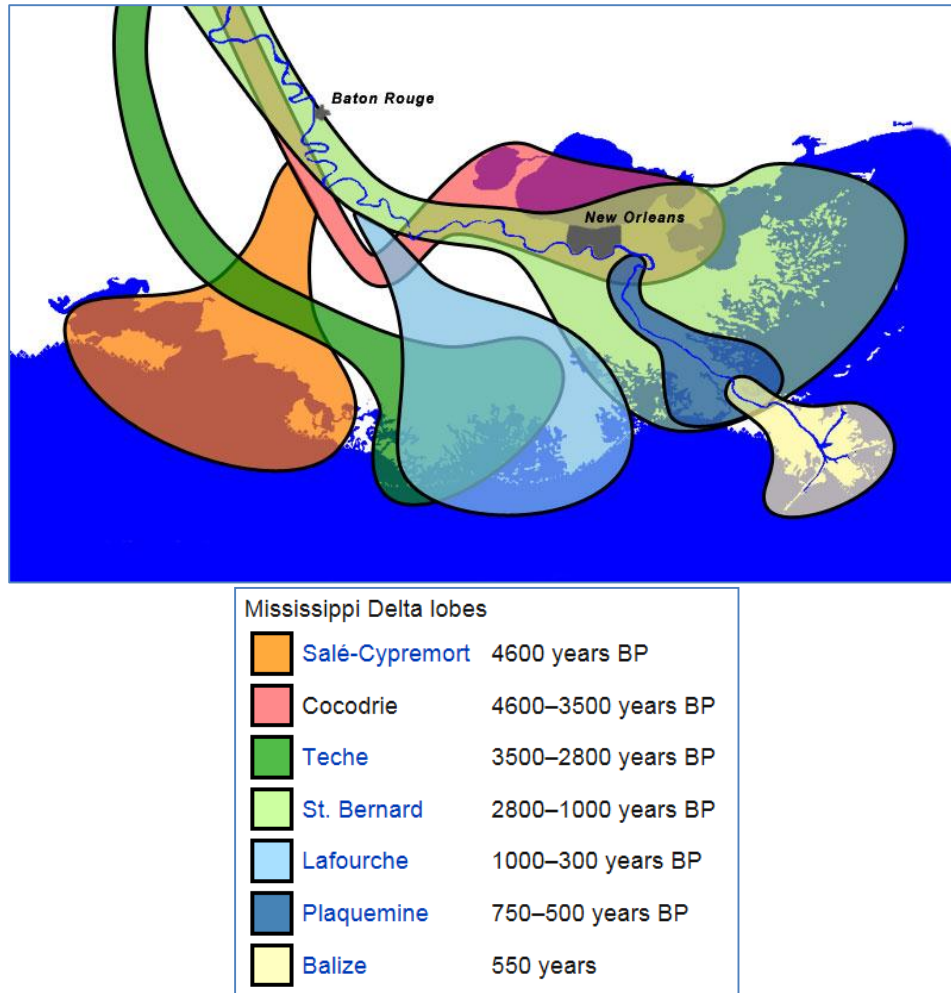 Baton Rouge
New Orleans
Mississippi Delta lobes
Salé-Cypremort 4600 years BP
Cocodrie 4600–3500 years BP
Teche 3500–2800 years BP
St. Bernard 2800–1000 years BP
Lafourche 1000–300 years BP
Plaquemine 750–500 years BP
Balize 550 years